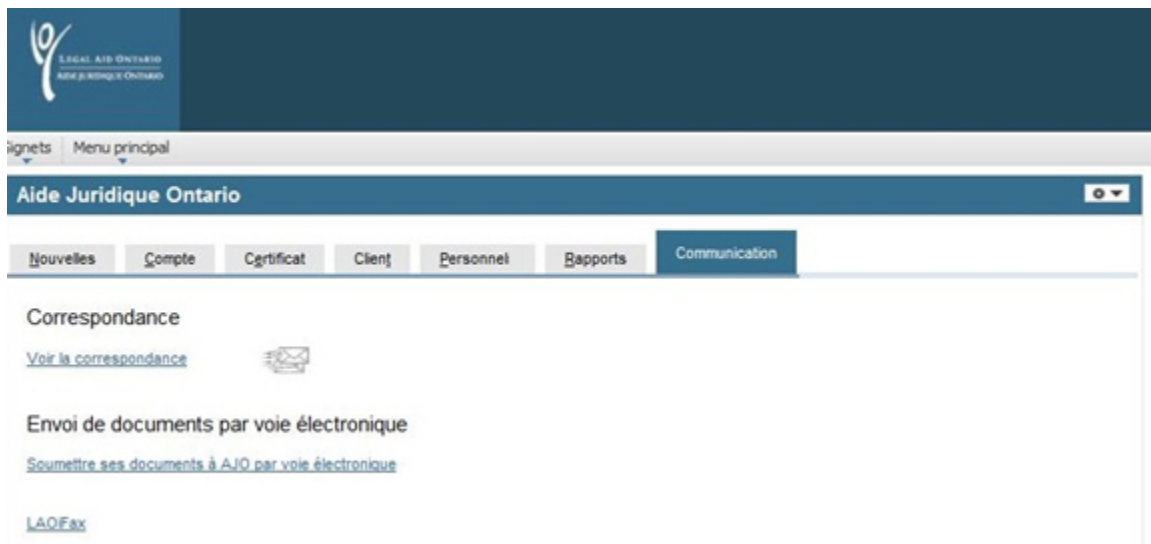 LEGAL AID ONTARIO
AIDE JURIDIQUE ONTARIO
Signets Menu principal
Aide Juridique Ontario
Nouvelles Compte Certificat Client Personnel Rapports Communication
Correspondance
Voir la correspondance
Envoi de documents par voie électronique
Soumettre ses documents à AJO par voie électronique
LAOiFax